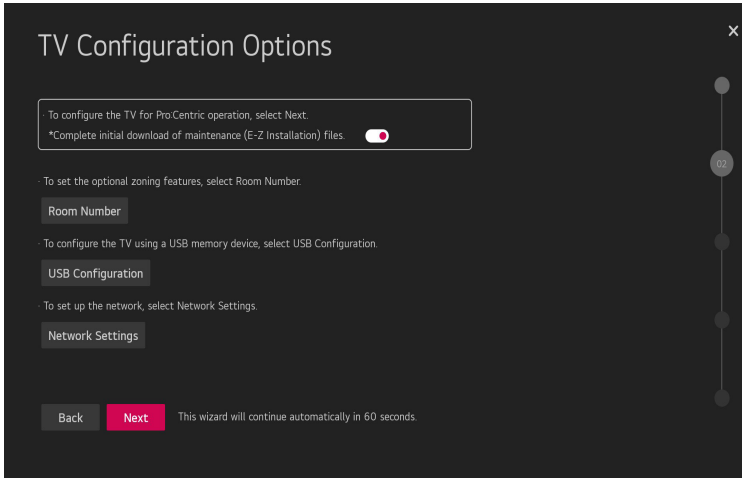 TV Configuration Options
· To configure the TV for Pro:Centric operation, select Next.
*Complete initial download of maintenance (E-Z Installation) files.
02
· To set the optional zoning features, select Room Number.
Room Number
· To configure the TV using a USB memory device, select USB Configuration.
USB Configuration
· To set up the network, select Network Settings.
Network Settings
Back Next This wizard will continue automatically in 60 seconds.